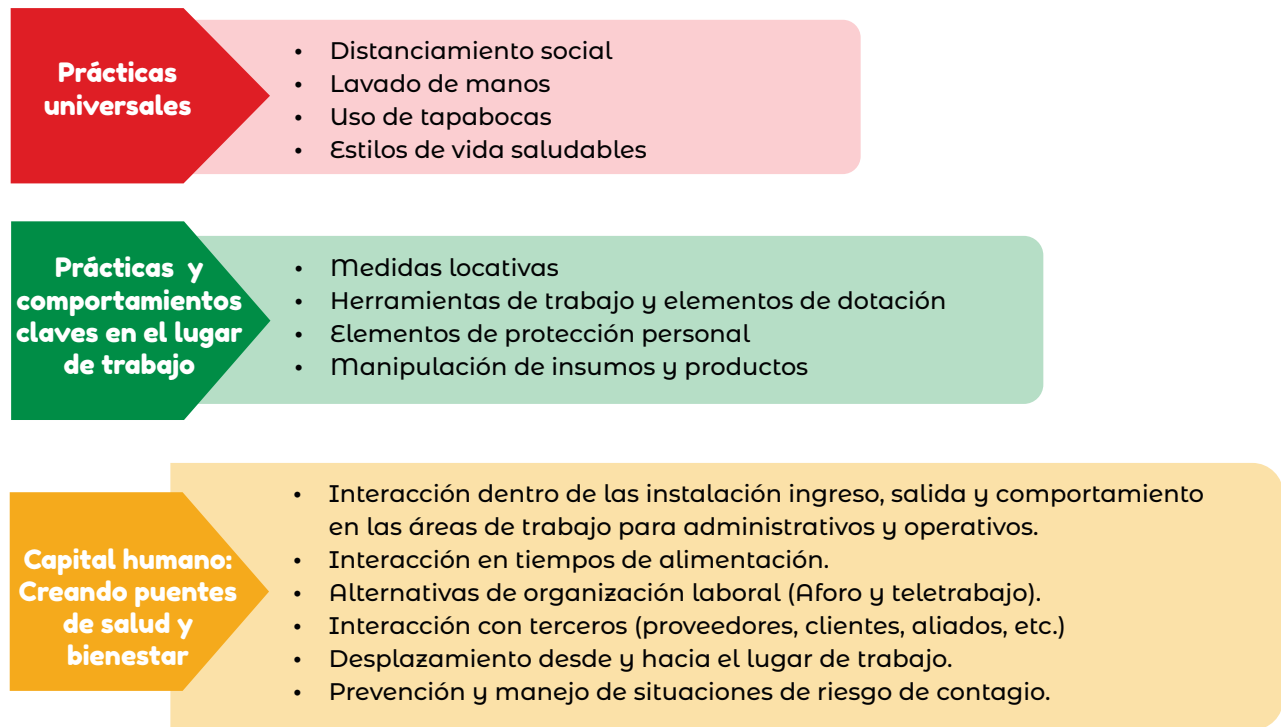 Prácticas
universales
• Distanciamiento social
• Lavado de manos
• Uso de tapabocas
• Estilos de vida saludables
Prácticas y
comportamientos
claves en el lugar
de trabajo
• Medidas locativas
• Herramientas de trabajo y elementos de dotación
• Elementos de protección personal
• Manipulación de insumos y productos
Capital humano:
Creando puentes
de salud y
bienestar
• Interacción dentro de las instalación ingreso, salida y comportamiento
en las áreas de trabajo para administrativos y operativos.
• Interacción en tiempos de alimentación.
• Alternativas de organización laboral (Aforo y teletrabajo).
• Interacción con terceros (proveedores, clientes, aliados, etc.)
• Desplazamiento desde y hacia el lugar de trabajo.
• Prevención y manejo de situaciones de riesgo de contagio.